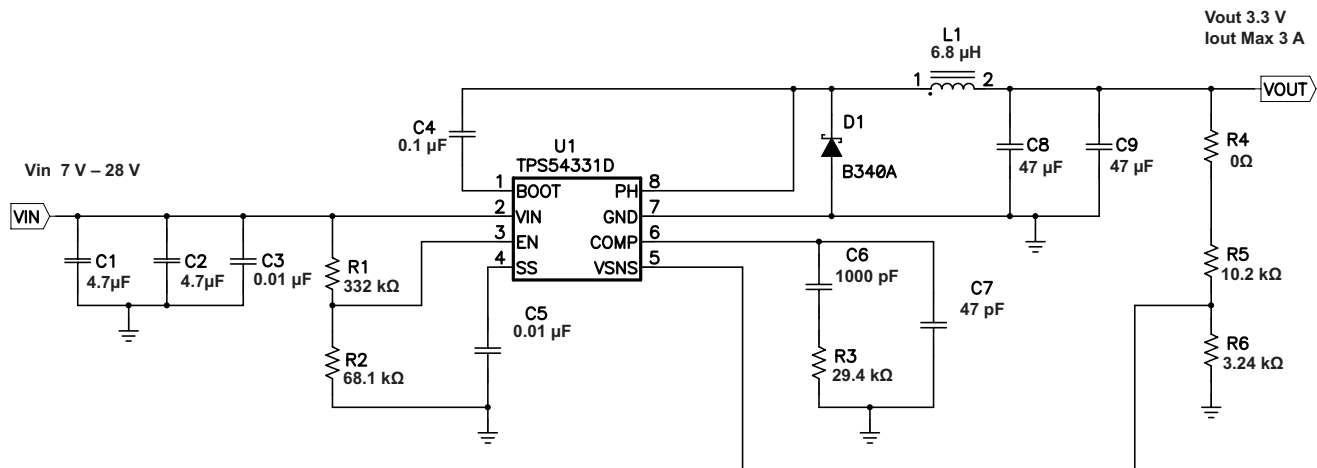 Vout 3.3 V
Iout Max 3 A
L1
6.8 µH
1
2
VOUT
C4
0.1 µF
D1
B340A
C8
47 µF
C9
47 µF
R4
0Ω
Vin 7 V – 28 V
U1
TPS54331D
1 BOOT PH 8
VIN
2 VIN GND 7
3 EN COMP 6
4 SS VSNS 5
C1
4.7µF
C2
4.7µF
C3
0.01 µF
R1
332 kΩ
C6
1000 pF
C7
47 pF
R5
10.2 kΩ
C5
0.01 µF
R2
68.1 kΩ
R3
29.4 kΩ
R6
3.24 kΩ